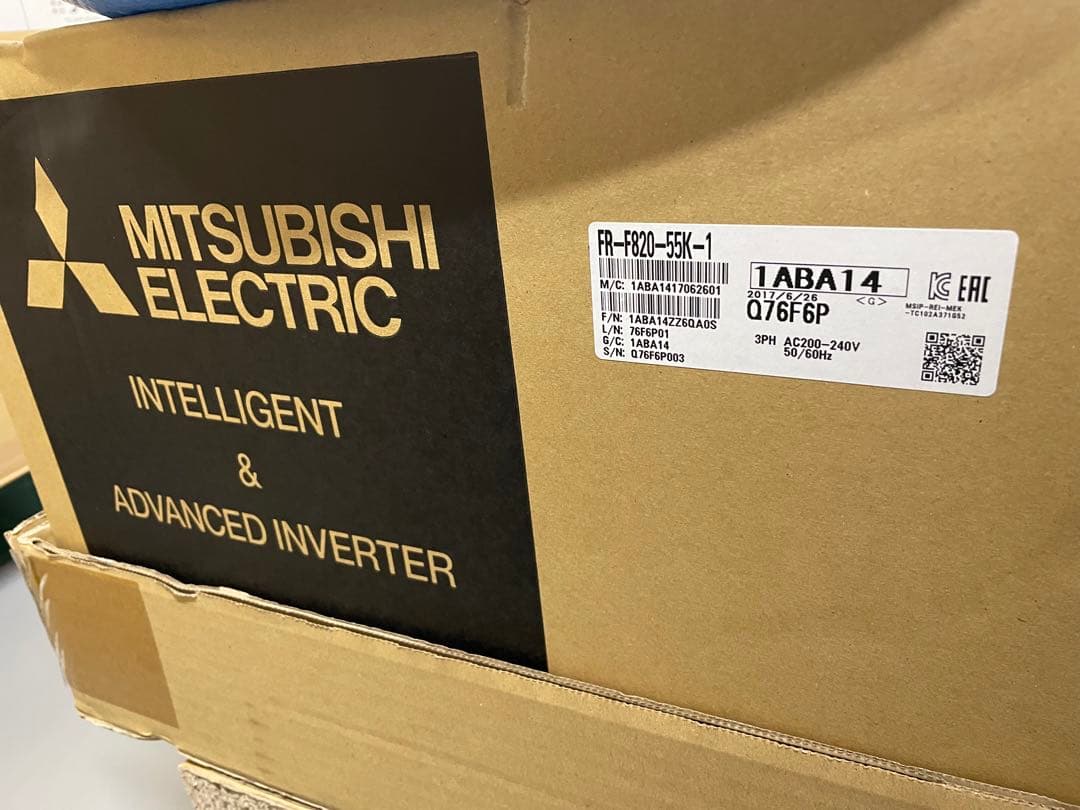 MITSUBISHI
ELECTRIC
INTELLIGENT
&
ADVANCED INVERTER
FR-F820-55K-1
M/C: 1ABA1417062601
F/N: 1ABA14ZZ6QA0S
L/N: 76F6P01
G/C: 1ABA14
S/N: Q76F6P003
1ABA14
2017/6/26 <G>
Q76F6P
3PH AC200-240V
50/60Hz
EAC
MSIP-REI-MEK
-TC102A371G52